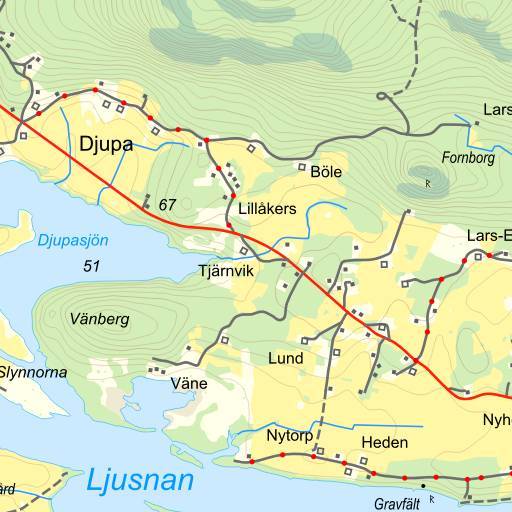 Lars
Djupa
Fornborg
Böle
R
67
Lillåkers
Djupasjön
Lars-E
51
Tjärnvik
Vänberg
Lund
Slynnorna
Väne
Nyh
Nytorp
Heden
Ljusnan
ård
Gravfält
R